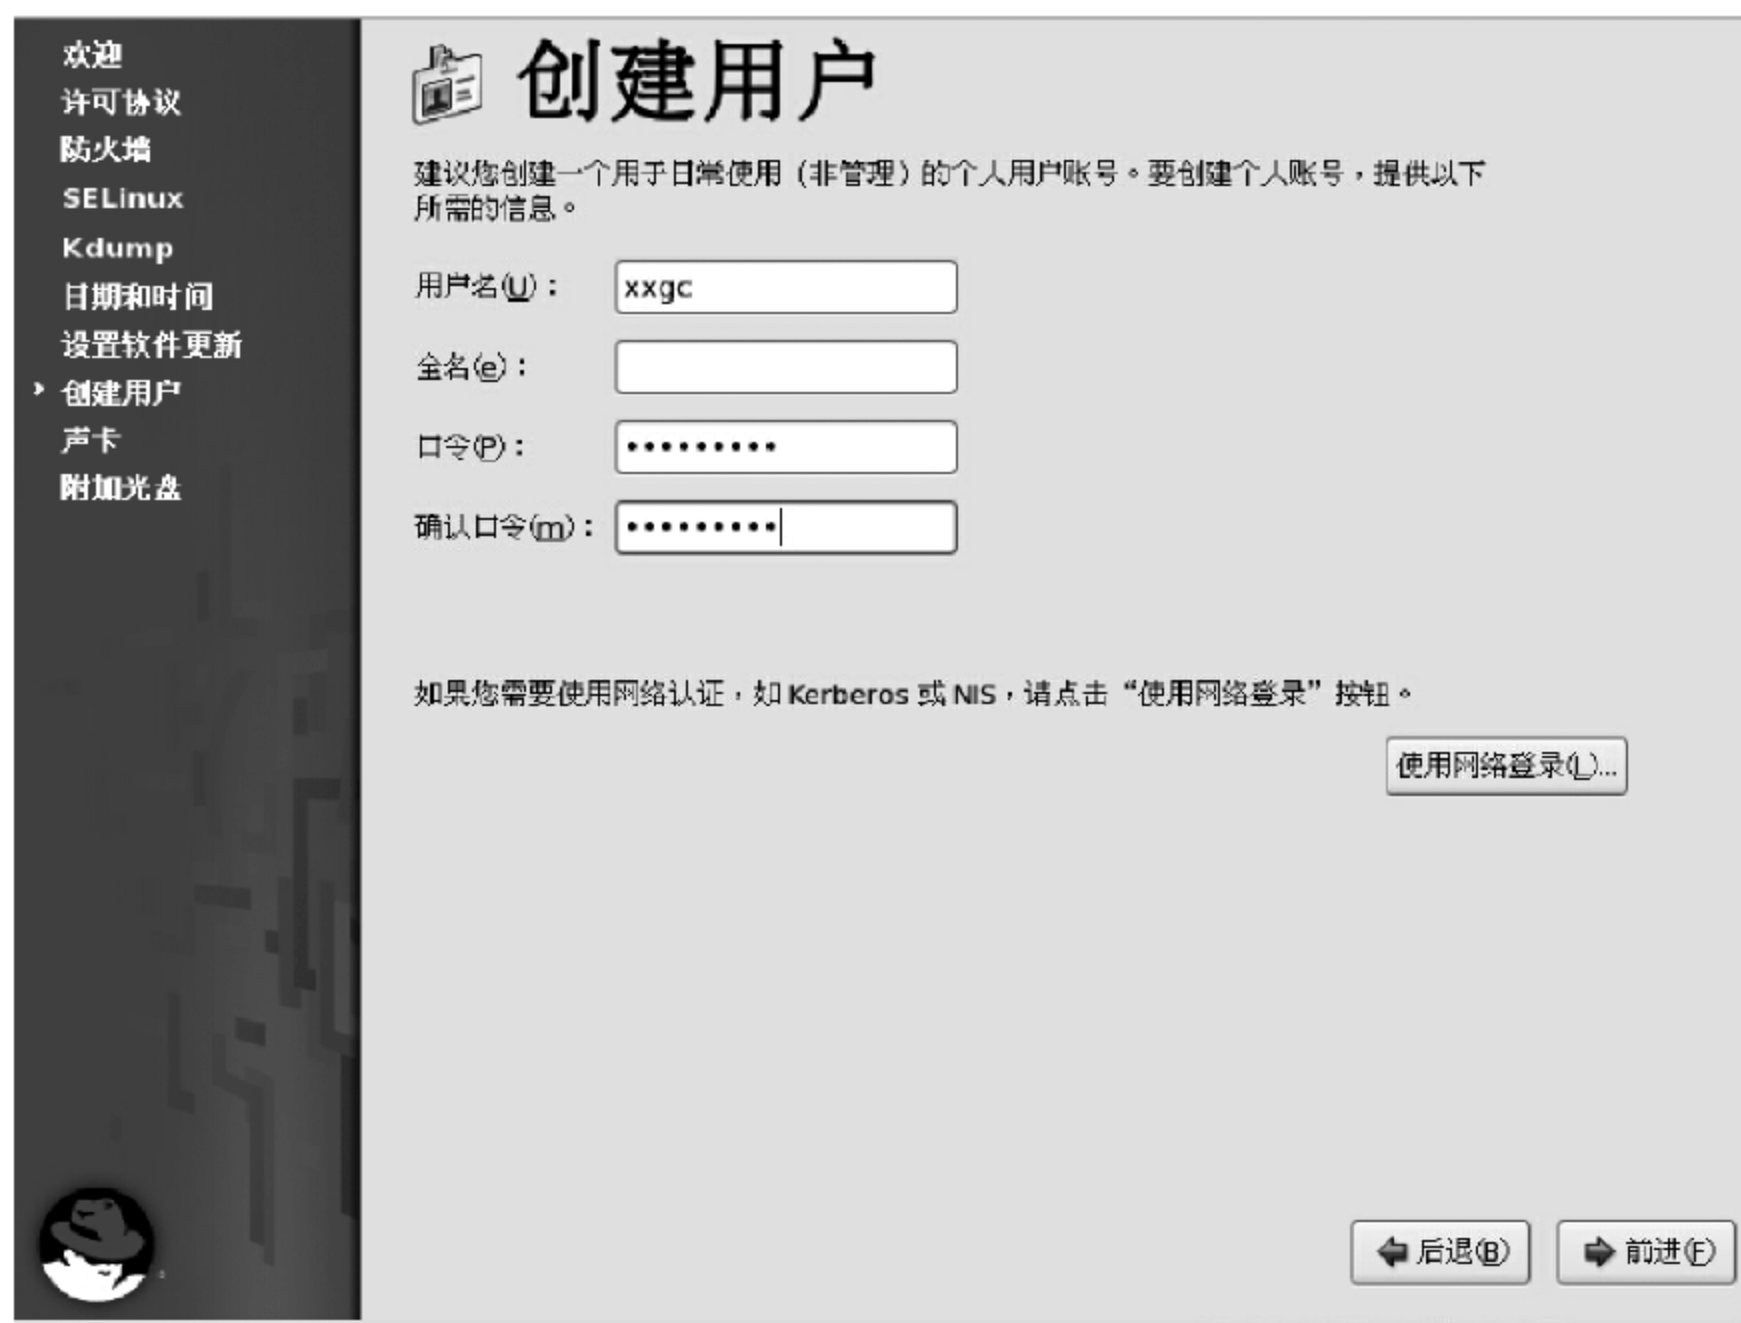 欢迎
许可协议
防火墙
SELinux
Kdump
日期和时间
设置软件更新
创建用户
声卡
附加光盘
创建用户
建议您创建一个用于日常使用（非管理）的个人用户账号。要创建个人账号，提供以下
所需的信息。
用户名(U)： xxgc
全名(e)：
口令(P)： •••••••••
确认口令(m)： •••••••••
如果您需要使用网络认证，如 Kerberos 或 NIS，请点击“使用网络登录”按钮。
使用网络登录(L)...
后退(B) 前进(F)